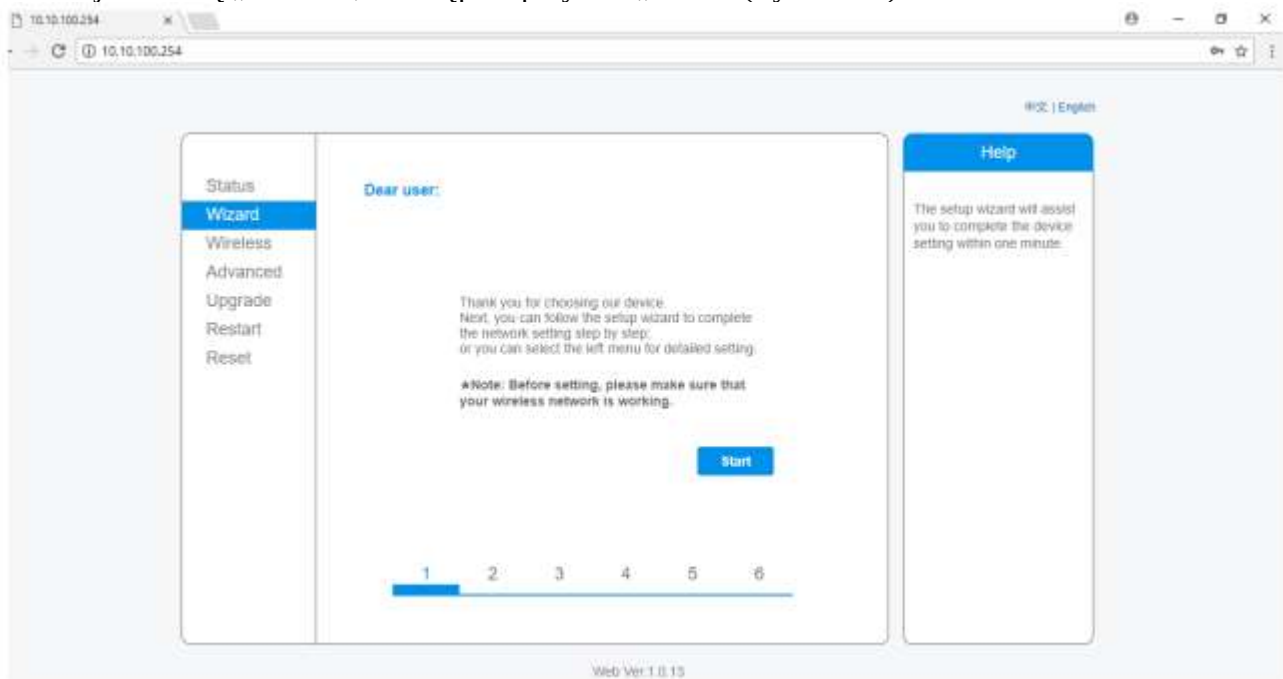 10.10.100.254
10.10.100.254
中文 | English
Status
Wizard
Wireless
Advanced
Upgrade
Restart
Reset
Dear user:
Thank you for choosing our device.
Next, you can follow the setup wizard to complete
the network setting step by step;
or you can select the left menu for detailed setting.
★Note: Before setting, please make sure that
your wireless network is working.
Start
1 2 3 4 5 6
Help
The setup wizard will assist
you to complete the device
setting within one minute.
Web Ver:1.0.15